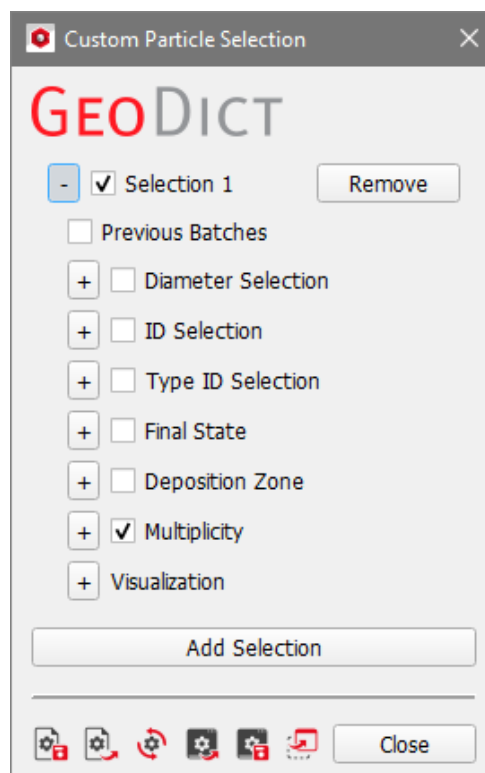 Custom Particle Selection
GEODICT
- Selection 1 Remove
Previous Batches
+ Diameter Selection
+ ID Selection
+ Type ID Selection
+ Final State
+ Deposition Zone
+ Multiplicity
+ Visualization
Add Selection
Close